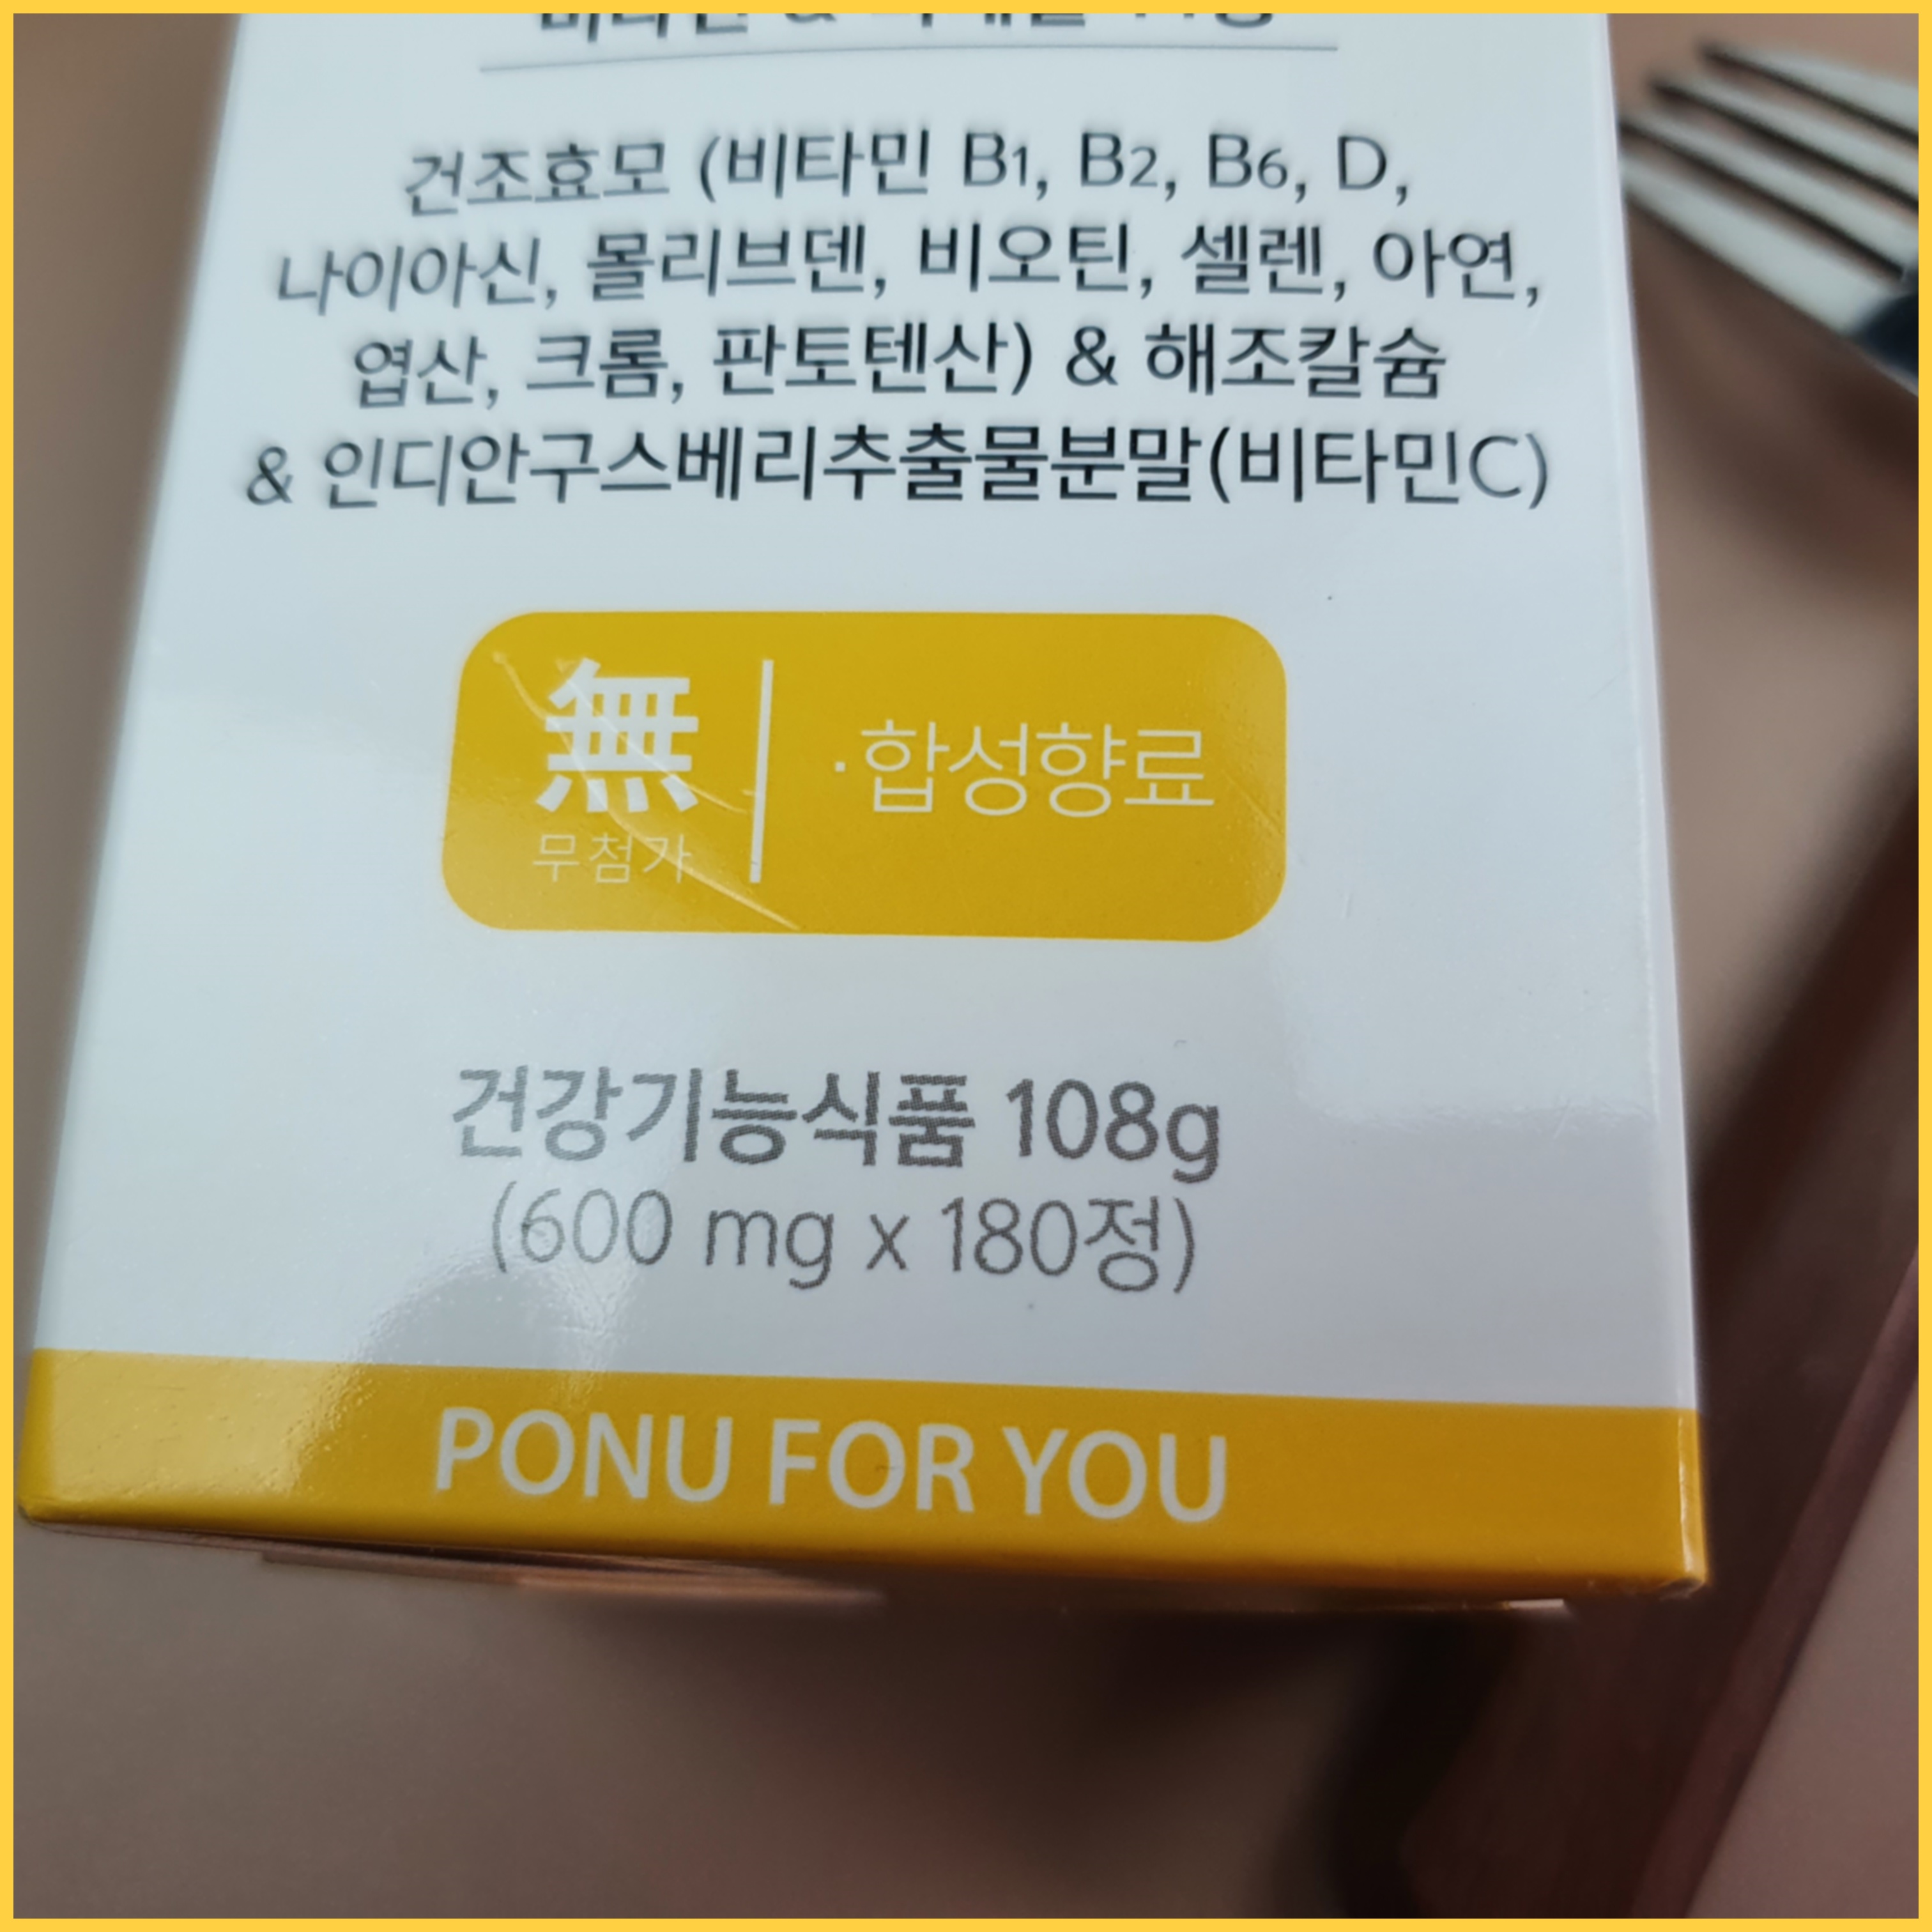 건조효모 (비타민 B1, B2, B6, D,
나이아신, 몰리브덴, 비오틴, 셀렌, 아연,
엽산, 크롬, 판토텐산) & 해조칼슘
& 인디안구스베리추출물분말(비타민C)
無
무첨가
·합성향료
건강기능식품 108g
(600 mg x 180정)
PONU FOR YOU